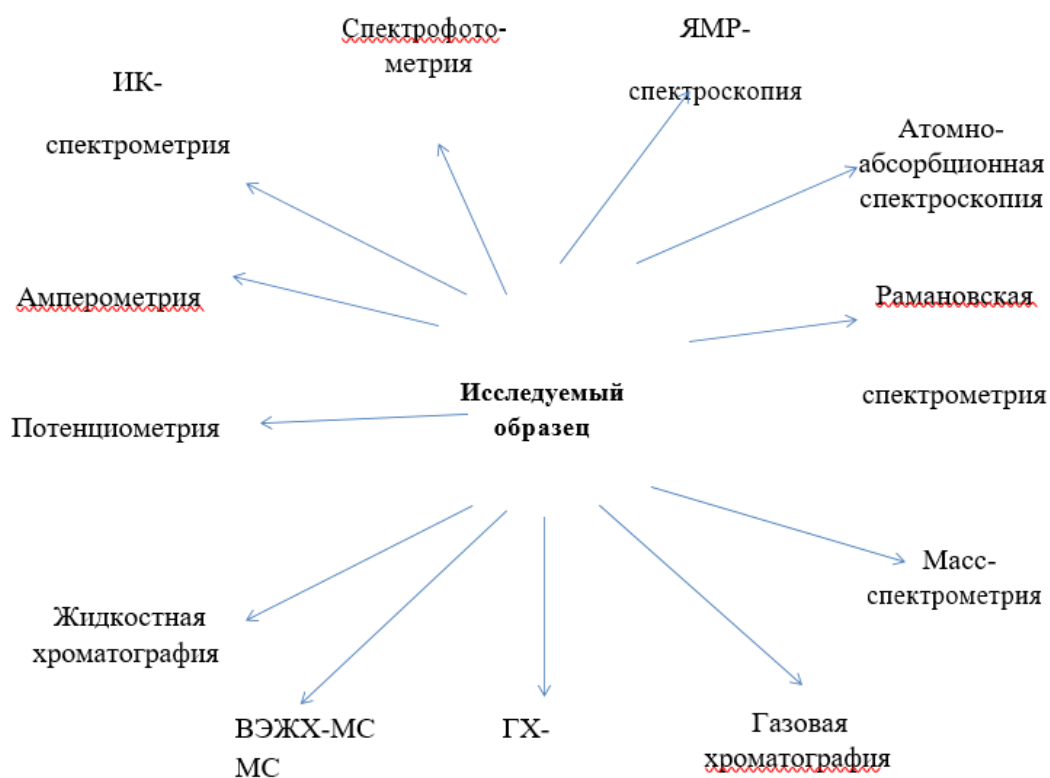 Спектрофото-
метрия
ЯМР-
спектроскопия
ИК-
спектрометрия
Атомно-
абсорбционная
спектроскопия
Амперометрия
Рамановская
спектрометрия
Исследуемый
образец
Потенциометрия
Масс-
спектрометрия
Жидкостная
хроматография
ВЭЖХ-МС
МС
ГХ-
Газовая
хроматография